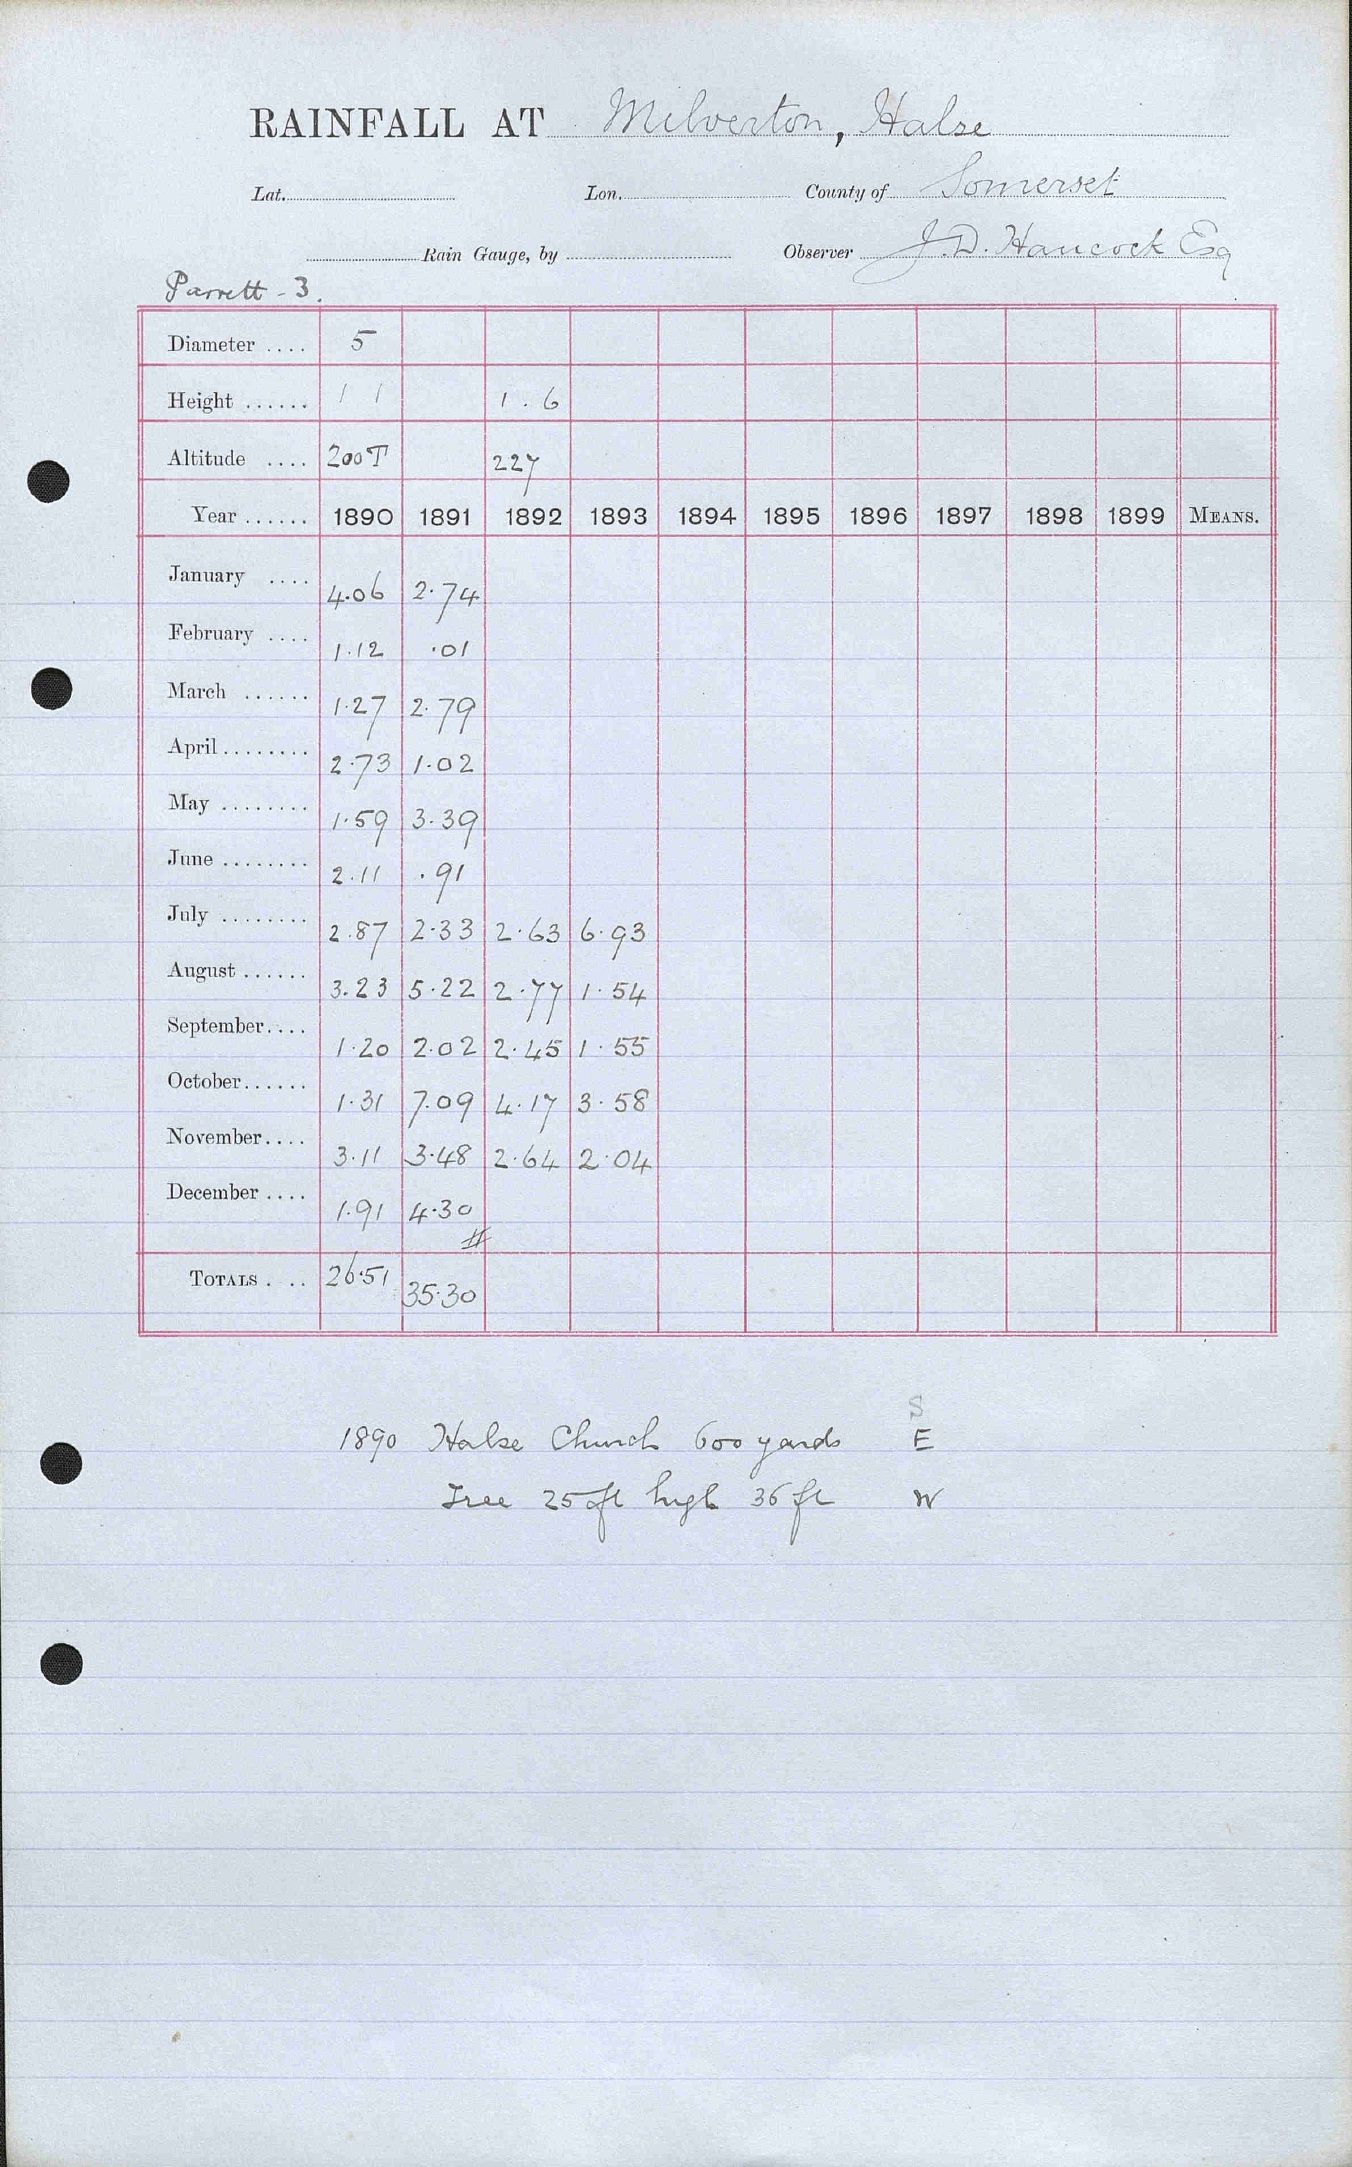 RAINFALL AT Milverton, Halse
Lat. Lon. County of Somerset
Rain Gauge, by Observer J. D. Hancock Esq
Parrett - 3.
Diameter .... 5
Height ...... 1 1 1 . 6
Altitude .... 200 T 227
Year ...... 1890 1891 1892 1893 1894 1895 1896 1897 1898 1899 MEANS.
January .... 4.06 2.74
February .... 1.12 .01
March ...... 1.27 2.79
April ........ 2.73 1.02
May ........ 1.59 3.39
June ........ 2.11 .91
July ........ 2.87 2.33 2.63 6.93
August ...... 3.23 5.22 2.77 1.54
September .... 1.20 2.02 2.45 1.55
October ...... 1.31 7.09 4.17 3.58
November .... 3.11 3.48 2.64 2.04
December .... 1.91 4.30
TOTALS . .. 26.51 35.30
S
1890 Halse Church 600 yards E
Tree 25 ft high 36 ft W